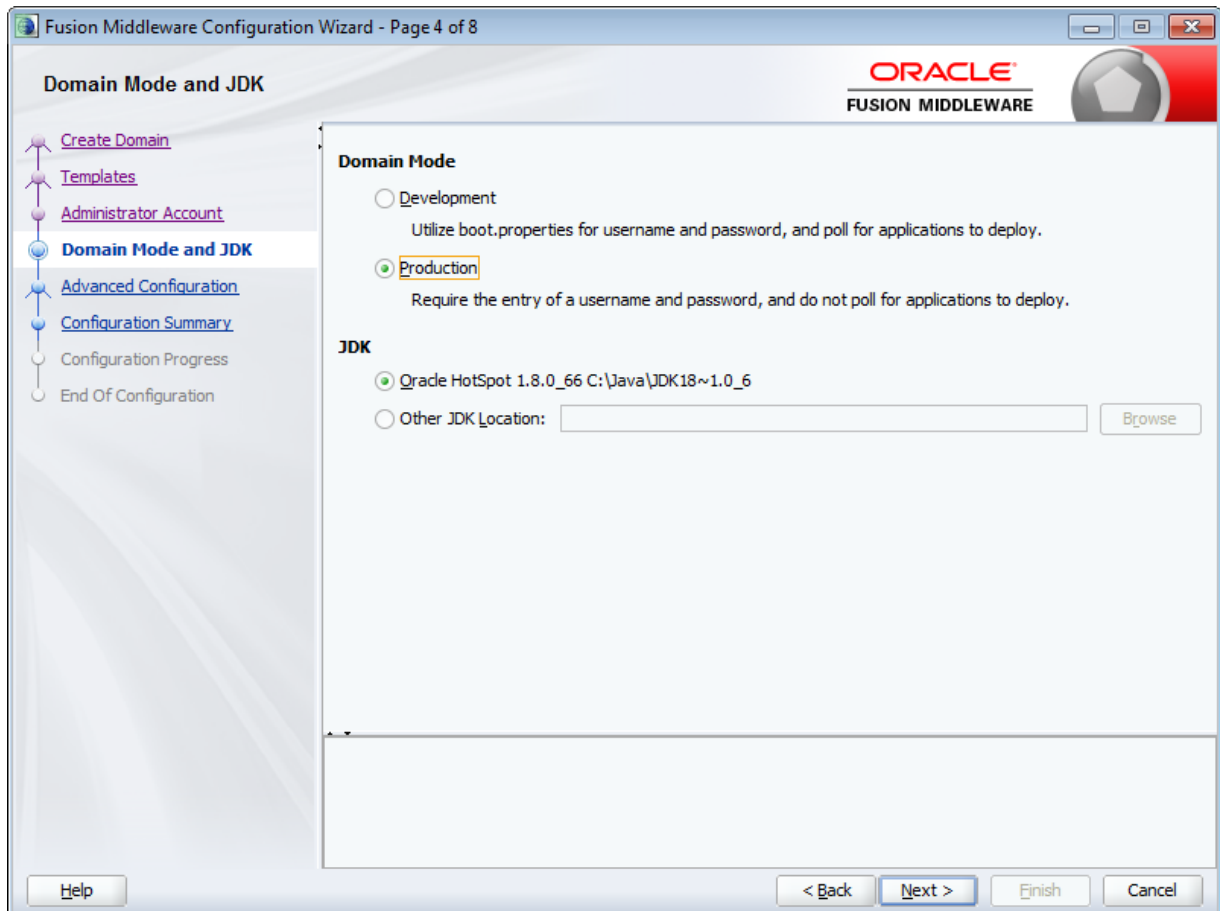 Fusion Middleware Configuration Wizard - Page 4 of 8
Domain Mode and JDK
ORACLE
FUSION MIDDLEWARE
Create Domain
Templates
Administrator Account
Domain Mode and JDK
Advanced Configuration
Configuration Summary
Configuration Progress
End Of Configuration
Domain Mode
Development
Utilize boot.properties for username and password, and poll for applications to deploy.
Production
Require the entry of a username and password, and do not poll for applications to deploy.
JDK
Oracle HotSpot 1.8.0_66 C:\Java\JDK18~1.0_6
Other JDK Location:
Browse
Help
< Back
Next >
Finish
Cancel